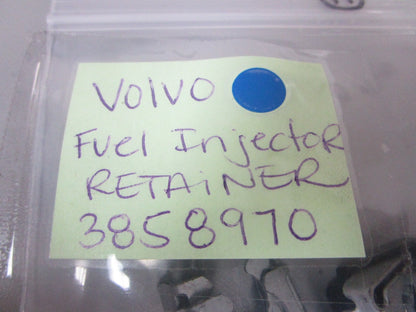 Volvo
Fuel Injector
RETAiNER
3858970